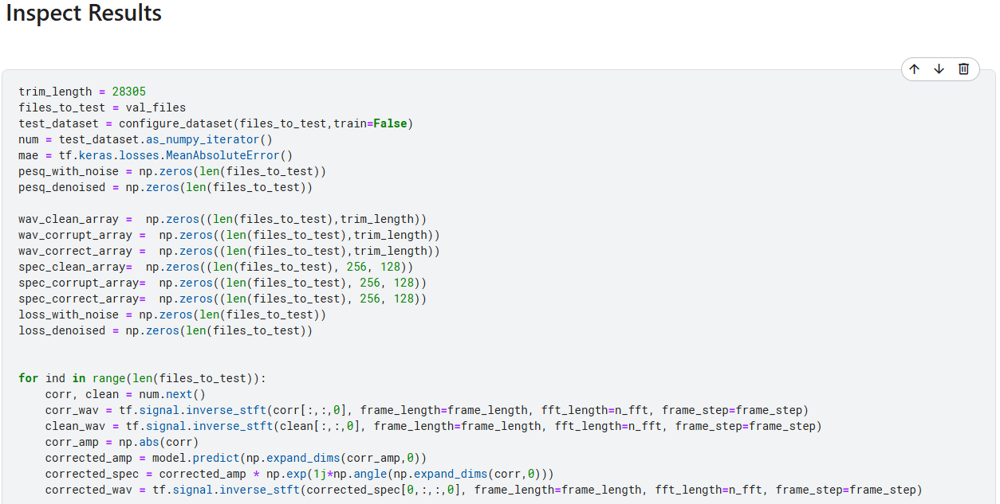 Inspect Results
trim_length = 28305
files_to_test = val_files
test_dataset = configure_dataset(files_to_test,train=False)
num = test_dataset.as_numpy_iterator()
mae = tf.keras.losses.MeanAbsoluteError()
pesq_with_noise = np.zeros(len(files_to_test))
pesq_denoised = np.zeros(len(files_to_test))

wav_clean_array =  np.zeros((len(files_to_test),trim_length))
wav_corrupt_array =  np.zeros((len(files_to_test),trim_length))
wav_correct_array =  np.zeros((len(files_to_test),trim_length))
spec_clean_array=  np.zeros((len(files_to_test), 256, 128))
spec_corrupt_array=  np.zeros((len(files_to_test), 256, 128))
spec_correct_array=  np.zeros((len(files_to_test), 256, 128))
loss_with_noise = np.zeros(len(files_to_test))
loss_denoised = np.zeros(len(files_to_test))

for ind in range(len(files_to_test)):
    corr, clean = num.next()
    corr_wav = tf.signal.inverse_stft(corr[:,:,0], frame_length=frame_length, fft_length=n_fft, frame_step=frame_step)
    clean_wav = tf.signal.inverse_stft(clean[:,:,0], frame_length=frame_length, fft_length=n_fft, frame_step=frame_step)
    corr_amp = np.abs(corr)
    corrected_amp = model.predict(np.expand_dims(corr_amp,0))
    corrected_spec = corrected_amp * np.exp(1j*np.angle(np.expand_dims(corr,0)))
    corrected_wav = tf.signal.inverse_stft(corrected_spec[0,:,:,0], frame_length=frame_length, fft_length=n_fft, frame_step=frame_step)